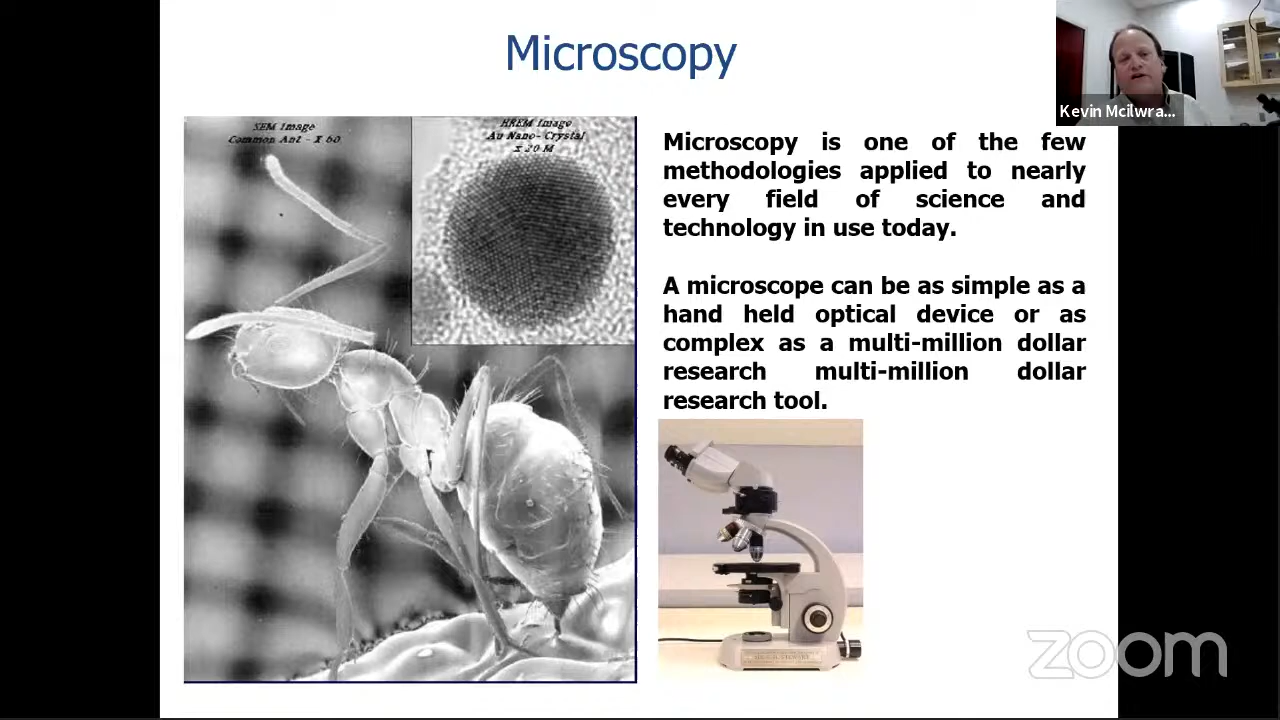 Microscopy
SEM Image
Common Ant - X 60
HREM Image
Au Nano-Crystal
x 20 M
Microscopy is one of the few
methodologies applied to nearly
every field of science and
technology in use today.
A microscope can be as simple as a
hand held optical device or as
complex as a multi-million dollar
research multi-million dollar
research tool.
Kevin Mcilwra...
zoom